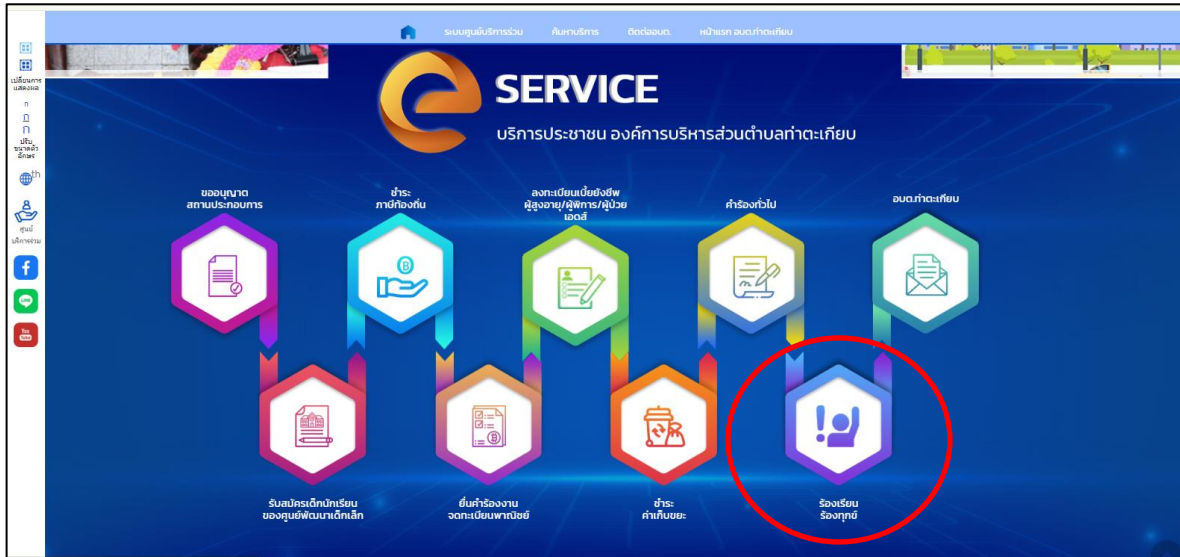 ระบบศูนย์บริการร่วม ค้นหาบริการ ติดต่ออบต. หน้าแรก อบต.ท่าตะเกียบ
เปลี่ยนการ
แสดงผล
ก
ก
ก
ปรับ
ขนาดตัว
อักษร
th
ศูนย์
บริการร่วม
LINE
You
Tube
SERVICE
บริการประชาชน องค์การบริหารส่วนตำบลท่าตะเกียบ
ขออนุญาต
สถานประกอบการ
ชำระ
ภาษีท้องถิ่น
ลงทะเบียนเบี้ยยังชีพ
ผู้สูงอายุ/ผู้พิการ/ผู้ป่วย
เอดส์
คำร้องทั่วไป
อบต.ท่าตะเกียบ
รับสมัครเด็กนักเรียน
ของศูนย์พัฒนาเด็กเล็ก
ยื่นคำร้องงาน
จดทะเบียนพาณิชย์
ชำระ
ค่าเก็บขยะ
ร้องเรียน
ร้องทุกข์